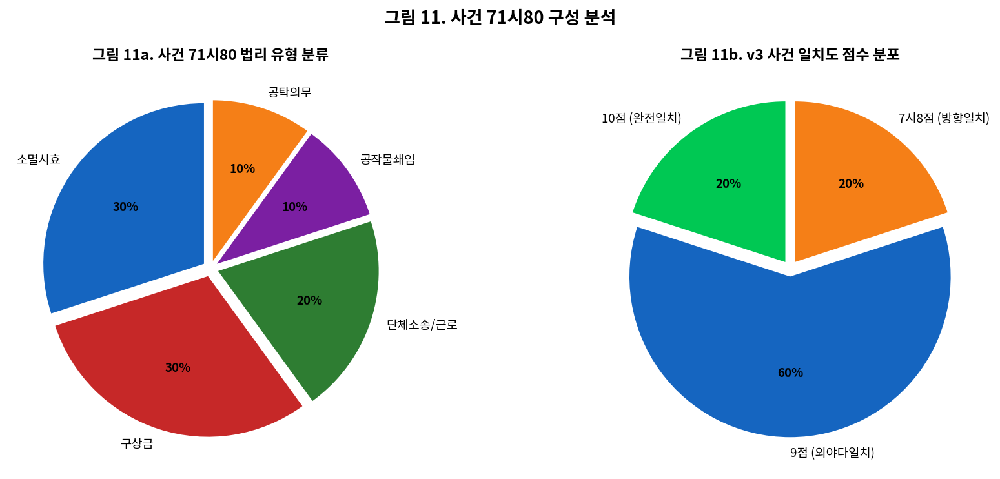 그림 11. 사건 71시80 구성 분석
그림 11a. 사건 71시80 법리 유형 분류
공탁의무
소멸시효
공작물쇄임
10%
30%
10%
20%
단체소송/근로
30%
구상금
그림 11b. v3 사건 일치도 점수 분포
10점 (완전일치)
7시8점 (방향일치)
20%
20%
60%
9점 (외야다일치)